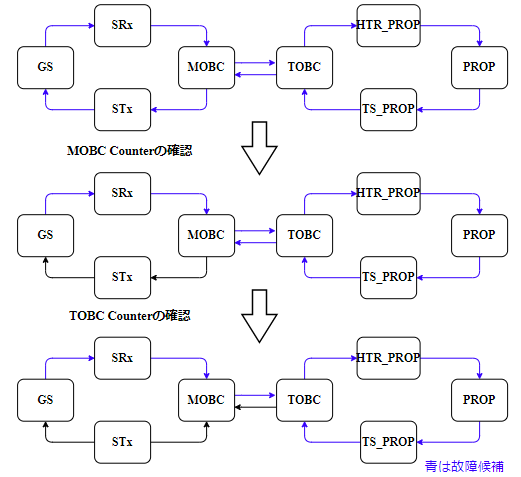 SRx
HTR_PROP
GS
MOBC
TOBC
PROP
STx
TS_PROP
MOBC Counterの確認
SRx
HTR_PROP
GS
MOBC
TOBC
PROP
STx
TS_PROP
TOBC Counterの確認
SRx
HTR_PROP
GS
MOBC
TOBC
PROP
STx
TS_PROP
青は故障候補